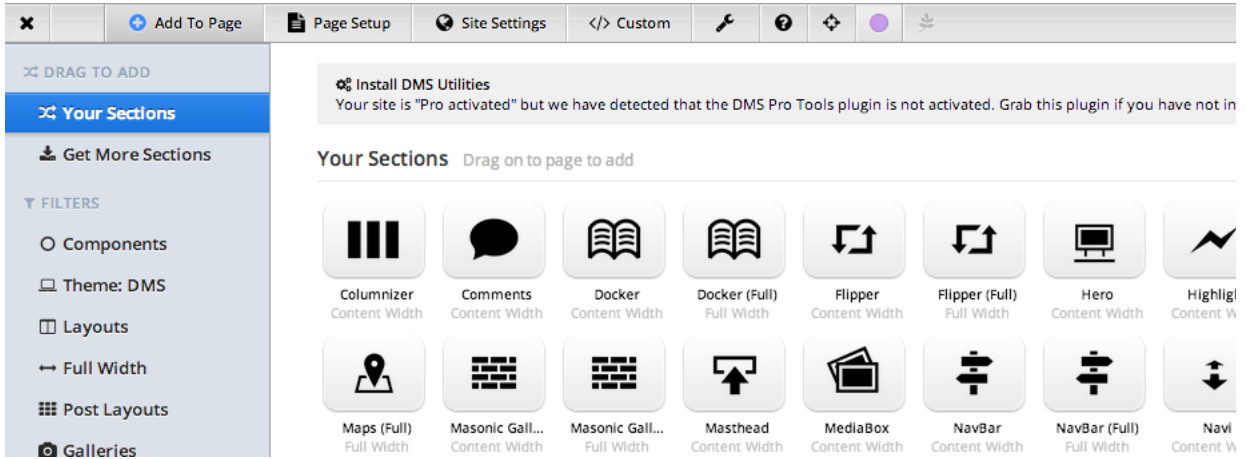 Add To Page Page Setup Site Settings </> Custom
DRAG TO ADD
Your Sections
Get More Sections
FILTERS
Components
Theme: DMS
Layouts
Full Width
Post Layouts
Galleries
Install DMS Utilities
Your site is "Pro activated" but we have detected that the DMS Pro Tools plugin is not activated. Grab this plugin if you have not in
Your Sections Drag on to page to add
Columnizer Comments Docker Docker (Full) Flipper Flipper (Full) Hero Highlig
Content Width Content Width Content Width Full Width Content Width Full Width Content Width Content W
Maps (Full) Masonic Gall... Masonic Gall... Masthead MediaBox NavBar NavBar (Full) Navi
Full Width Content Width Full Width Content Width Content Width Content Width Full Width Content W